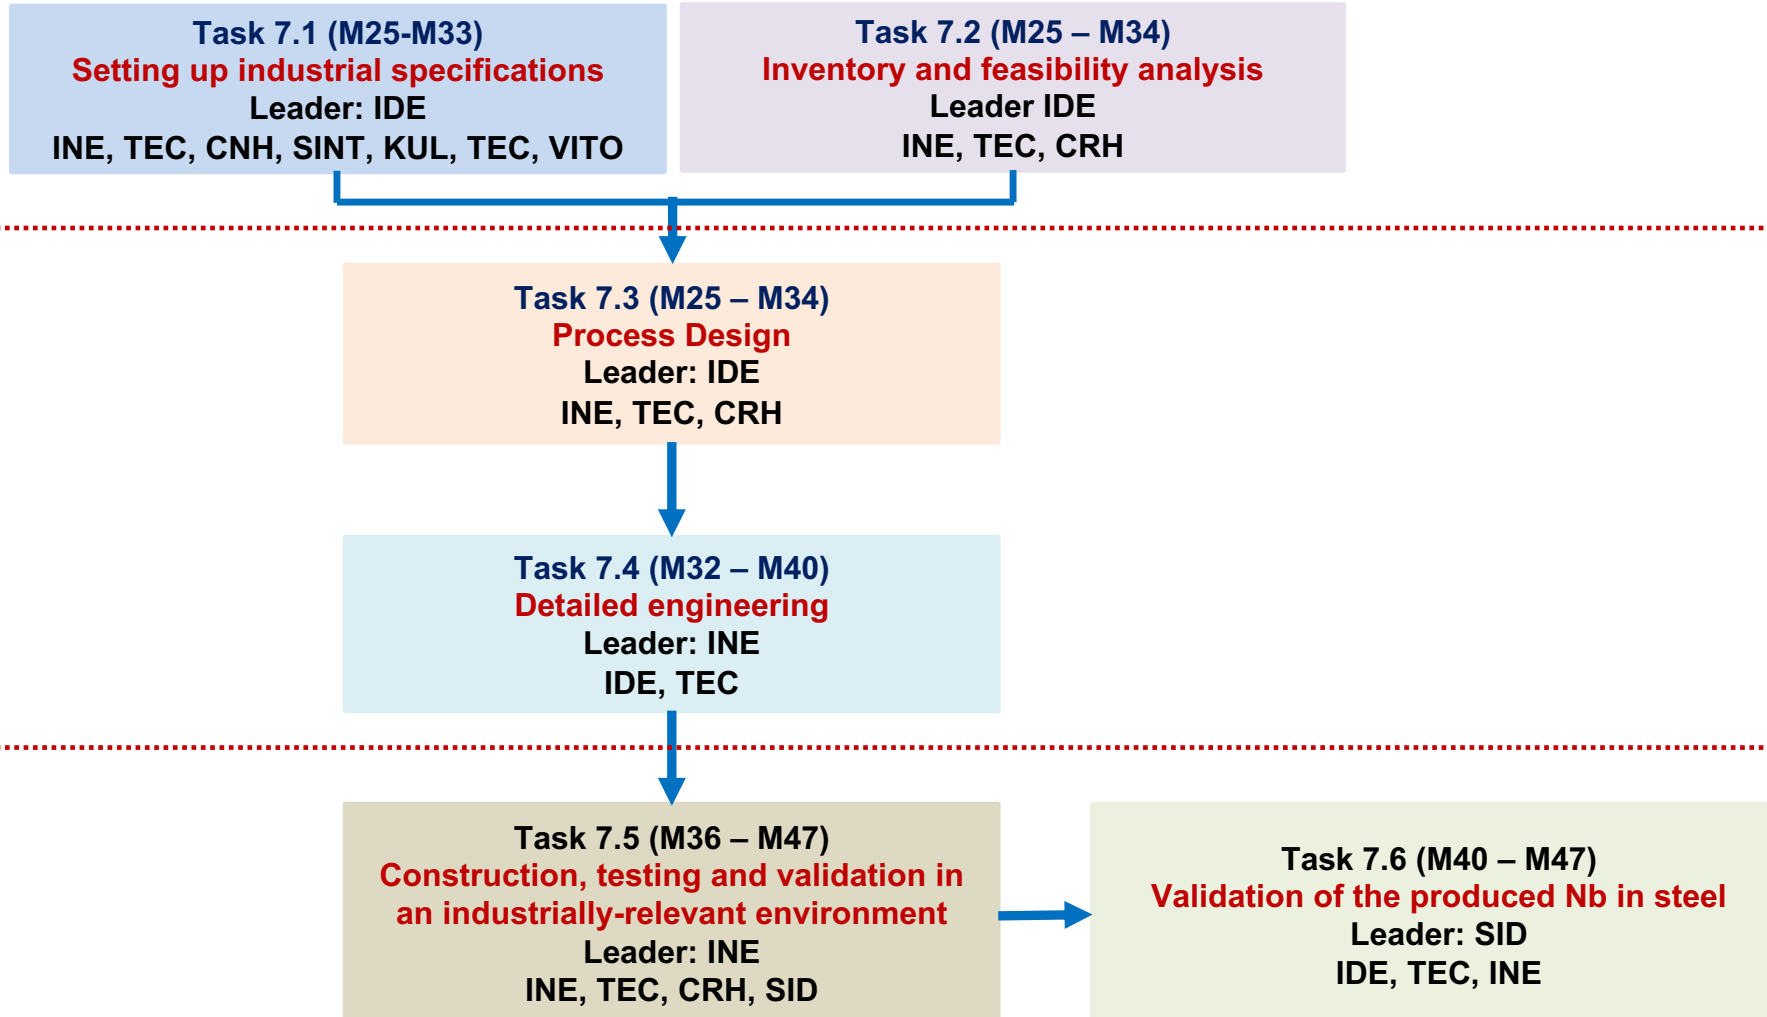 Task 7.1 (M25-M33)
Setting up industrial specifications
Leader: IDE
INE, TEC, CNH, SINT, KUL, TEC, VITO
Task 7.2 (M25 – M34)
Inventory and feasibility analysis
Leader IDE
INE, TEC, CRH
Task 7.3 (M25 – M34)
Process Design
Leader: IDE
INE, TEC, CRH
Task 7.4 (M32 – M40)
Detailed engineering
Leader: INE
IDE, TEC
Task 7.5 (M36 – M47)
Construction, testing and validation in
an industrially-relevant environment
Leader: INE
INE, TEC, CRH, SID
Task 7.6 (M40 – M47)
Validation of the produced Nb in steel
Leader: SID
IDE, TEC, INE